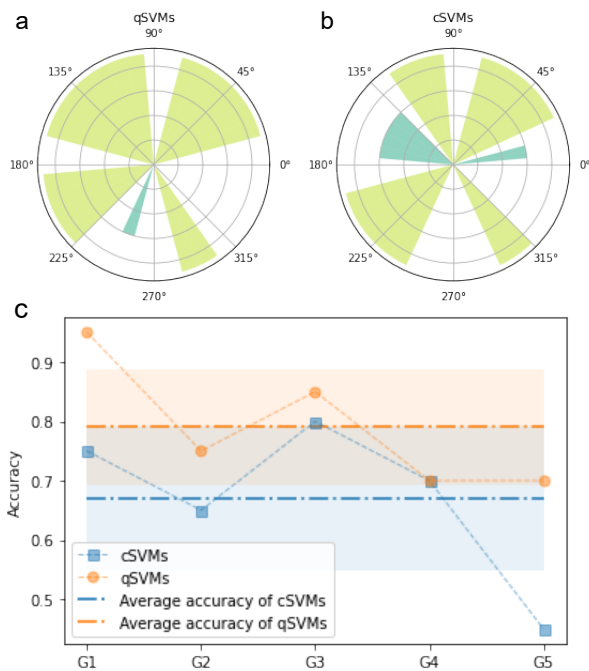 a
qSVMs
90°
135°
45°
180°
0°
225°
315°
270°
b
cSVMs
90°
135°
45°
180°
0°
225°
315°
270°
c
Accuracy
0.9
0.8
0.7
0.6
0.5
cSVMs
qSVMs
Average accuracy of cSVMs
Average accuracy of qSVMs
G1 G2 G3 G4 G5